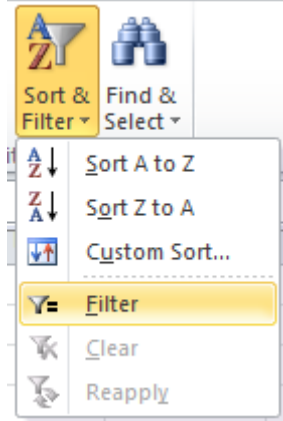 Sort & Find &
Filter Select
Sort A to Z
Sort Z to A
Custom Sort...
Filter
Clear
Reapply